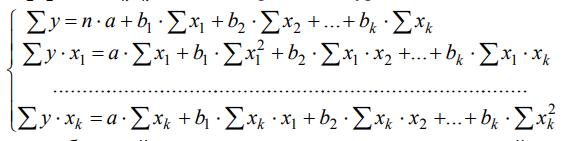 ∑y = n·a + b₁·∑x₁ + b₂·∑x₂ + ... + bₖ·∑xₖ
∑y·x₁ = a·∑x₁ + b₁·∑x₁² + b₂·∑x₁·x₂ + ... + bₖ·∑x₁·xₖ
..............................................................................
∑y·xₖ = a·∑xₖ + b₁·∑xₖ·x₁ + b₂·∑xₖ·x₂ + ... + bₖ·∑xₖ²